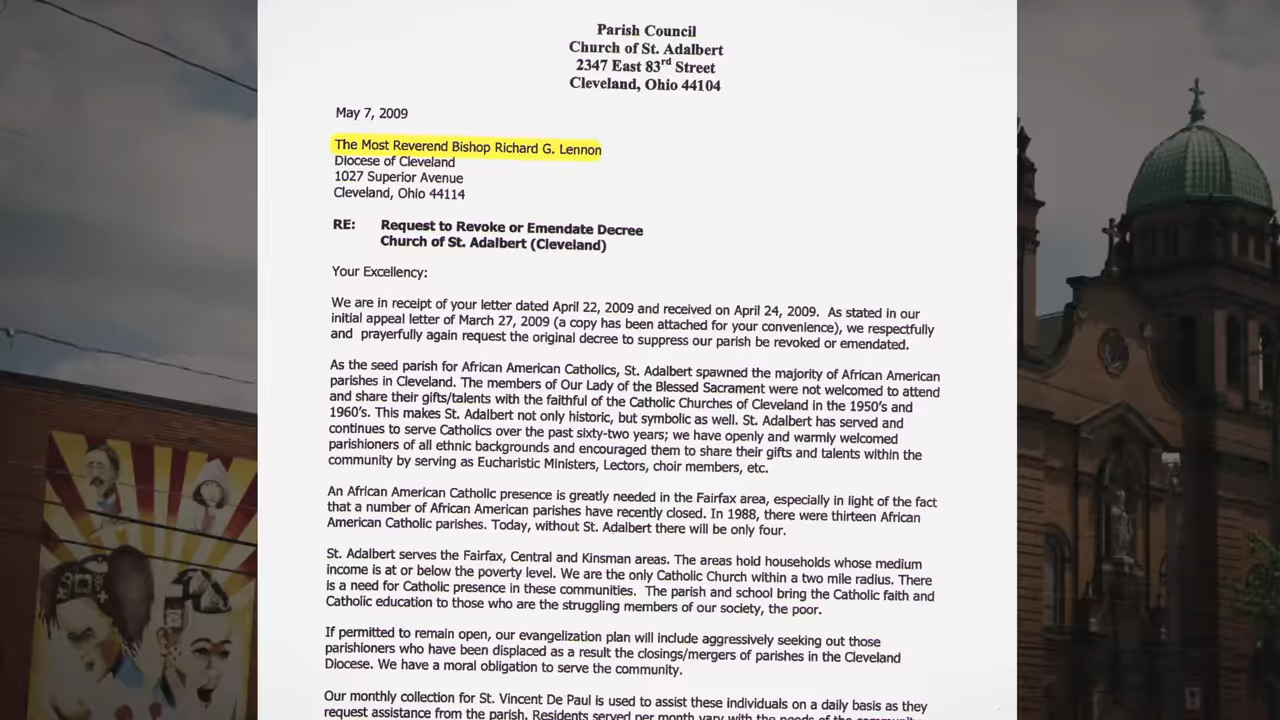 Parish Council
Church of St. Adalbert
2347 East 83rd Street
Cleveland, Ohio 44104
May 7, 2009
The Most Reverend Bishop Richard G. Lennon
Diocese of Cleveland
1027 Superior Avenue
Cleveland, Ohio 44114
RE: Request to Revoke or Emendate Decree
Church of St. Adalbert (Cleveland)
Your Excellency:
We are in receipt of your letter dated April 22, 2009 and received on April 24, 2009. As stated in our
initial appeal letter of March 27, 2009 (a copy has been attached for your convenience), we respectfully
and prayerfully again request the original decree to suppress our parish be revoked or emendated.
As the seed parish for African American Catholics, St. Adalbert spawned the majority of African American
parishes in Cleveland. The members of Our Lady of the Blessed Sacrament were not welcomed to attend
and share their gifts/talents with the faithful of the Catholic Churches of Cleveland in the 1950's and
1960's. This makes St. Adalbert not only historic, but symbolic as well. St. Adalbert has served and
continues to serve Catholics over the past sixty-two years; we have openly and warmly welcomed
parishioners of all ethnic backgrounds and encouraged them to share their gifts and talents within the
community by serving as Eucharistic Ministers, Lectors, choir members, etc.
An African American Catholic presence is greatly needed in the Fairfax area, especially in light of the fact
that a number of African American parishes have recently closed. In 1988, there were thirteen African
American Catholic parishes. Today, without St. Adalbert there will be only four.
St. Adalbert serves the Fairfax, Central and Kinsman areas. The areas hold households whose medium
income is at or below the poverty level. We are the only Catholic Church within a two mile radius. There
is a need for Catholic presence in these communities. The parish and school bring the Catholic faith and
Catholic education to those who are the struggling members of our society, the poor.
If permitted to remain open, our evangelization plan will include aggressively seeking out those
parishioners who have been displaced as a result the closings/mergers of parishes in the Cleveland
Diocese. We have a moral obligation to serve the community.
Our monthly collection for St. Vincent De Paul is used to assist these individuals on a daily basis as they
request assistance from the parish. Residents served per month vary with the needs of the community